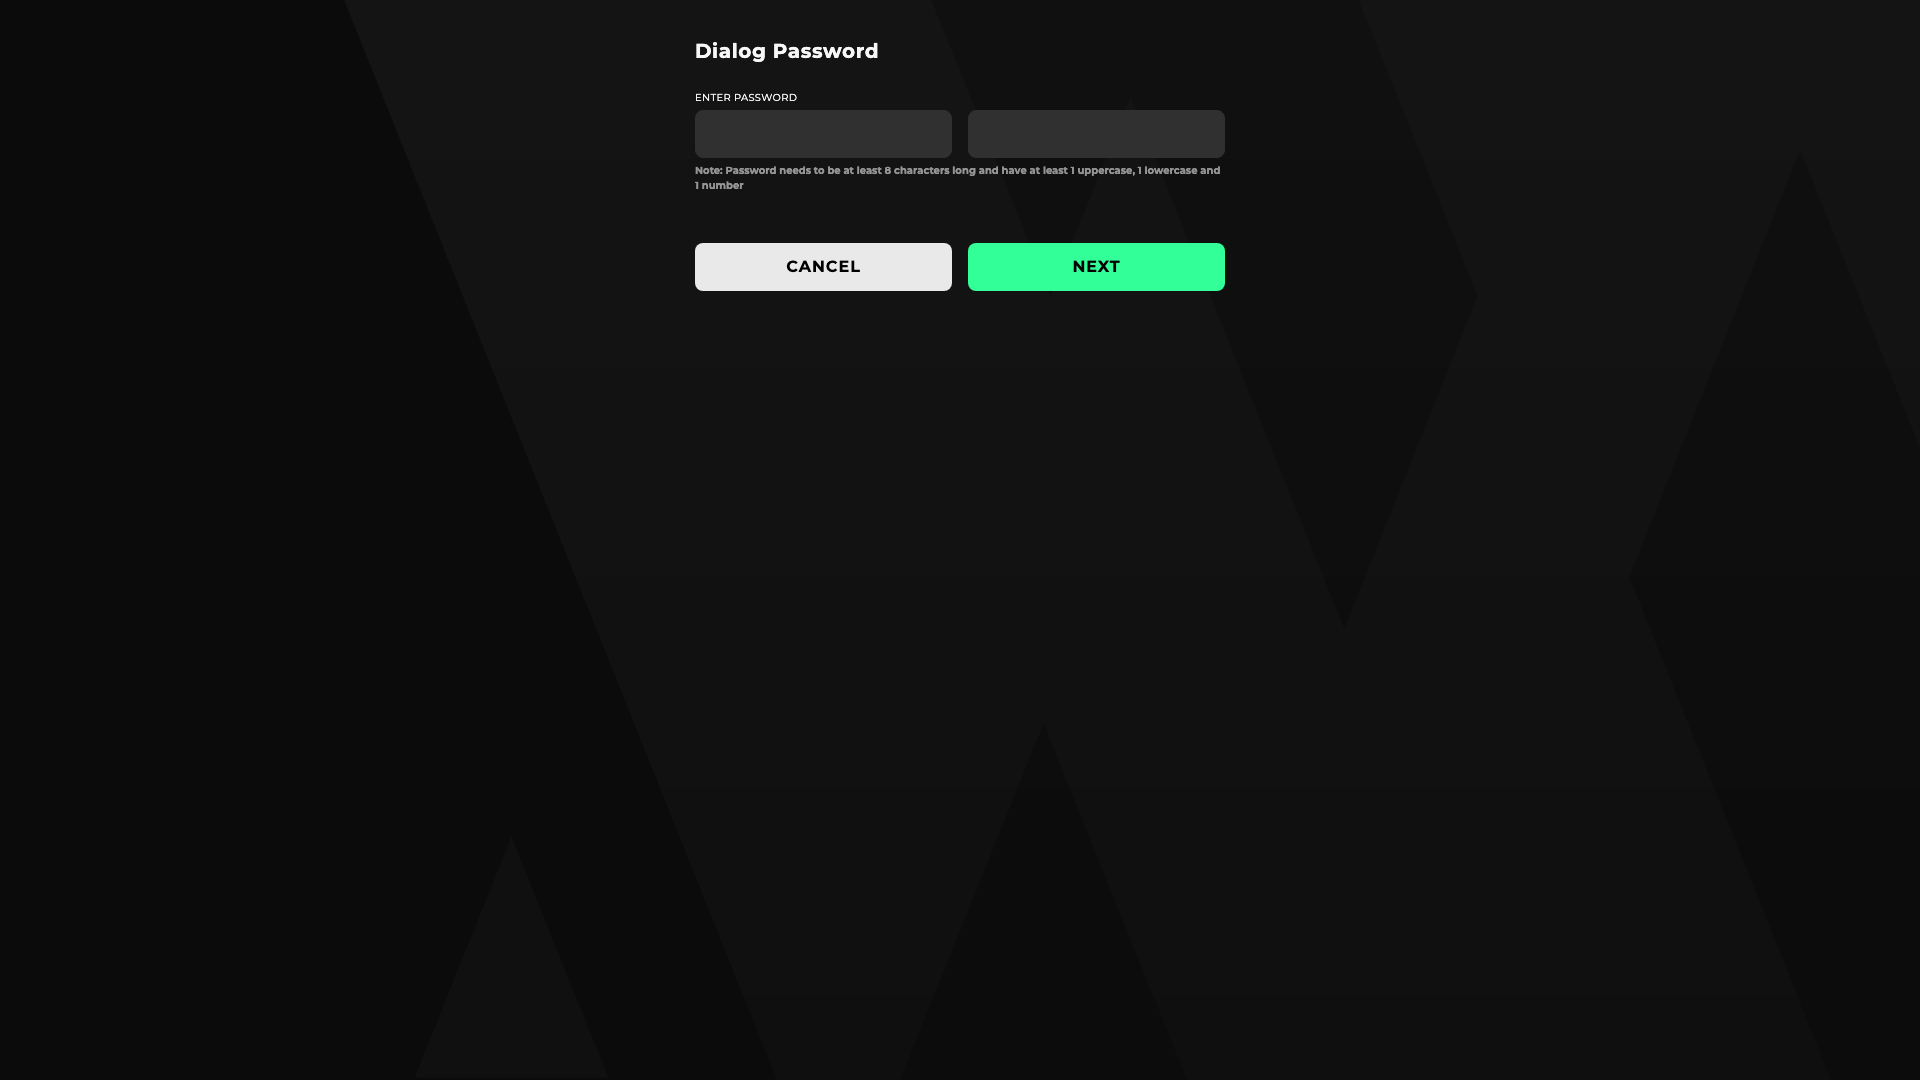 Dialog Password
ENTER PASSWORD
Note: Password needs to be at least 8 characters long and have at least 1 uppercase, 1 lowercase and
1 number
CANCEL
NEXT